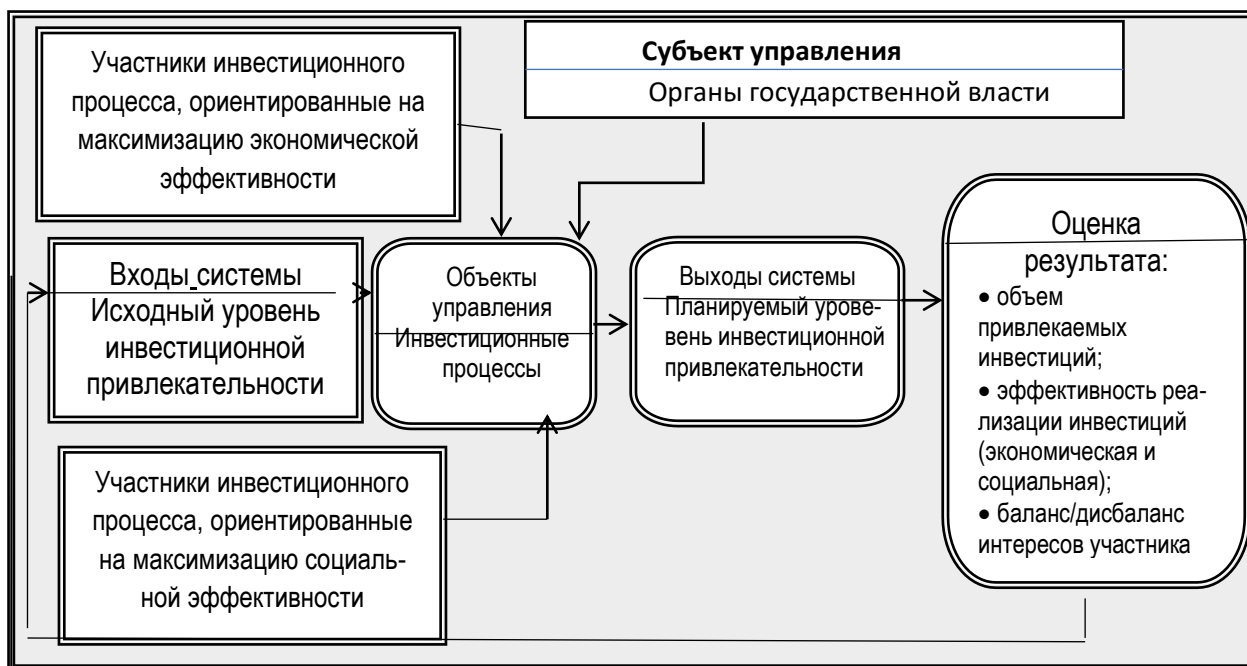 Участники инвестиционного
процесса, ориентированные на
максимизацию экономической
эффективности
Субъект управления
Органы государственной власти
Входы системы
Исходный уровень
инвестиционной
привлекательности
Объекты
управления
Инвестиционные
процессы
Выходы системы
Планируемый урове-
вень инвестиционной
привлекательности
Оценка
результата:
• объем
привлекаемых
инвестиций;
• эффективность реа-
лизации инвестиций
(экономическая и
социальная);
• баланс/дисбаланс
интересов участника
Участники инвестиционного
процесса, ориентированные
на максимизацию социаль-
ной эффективности